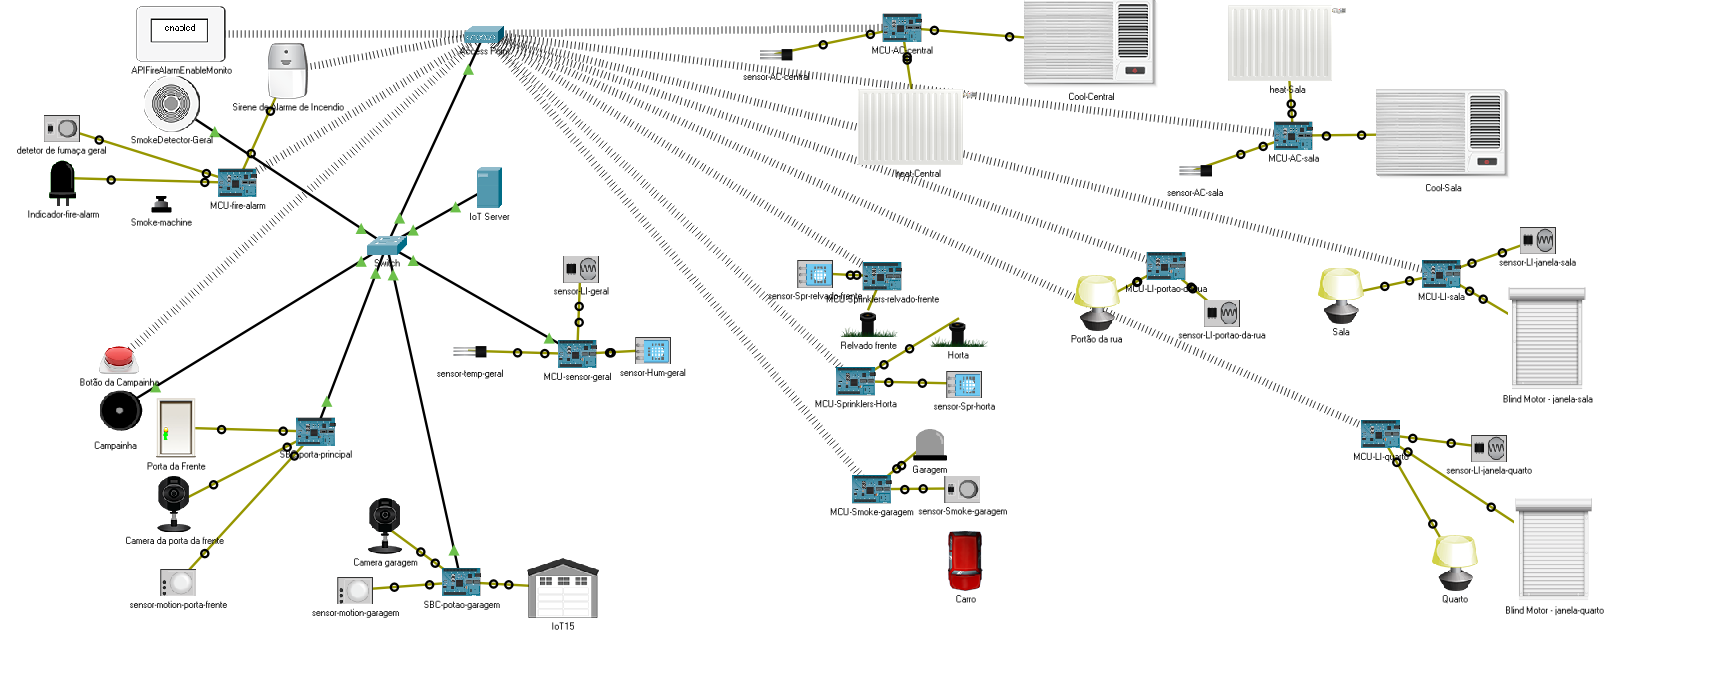 enabled
APIFireAlarmEnableMonito
Sirene de Alarme de Incendio
SmokeDetector-Geral
detetor de fumaça geral
Indicador-fire-alarm
Smoke-machine
MCU-fire-alarm
Access Point
IoT Server
Switch
MCU-AC-central
sensor-AC-central
Cool-Central
heat-Central
heat-Sala
MCU-AC-sala
sensor-AC-sala
Cool-Sala
sensor-LI-geral
sensor-temp-geral
MCU-sensor-geral
sensor-Hum-geral
sensor-Spr-relvado-frente
MCU-Sprinklers-relvado-frente
Relvado frente
Horta
MCU-Sprinklers-Horta
sensor-Spr-horta
MCU-LI-portao-da-rua
sensor-LI-portao-da-rua
Portão da rua
sensor-LI-janela-sala
MCU-LI-sala
Sala
Blind Motor - janela-sala
Botão da Campainha
Campainha
Porta da Frente
SBC-porta-principal
Camera da porta da frente
sensor-motion-porta-frente
Camera garagem
sensor-motion-garagem
SBC-potao-garagem
IoT15
Garagem
MCU-Smoke-garagem
sensor-Smoke-garagem
Carro
MCU-LI-quarto
sensor-LI-janela-quarto
Quarto
Blind Motor - janela-quarto